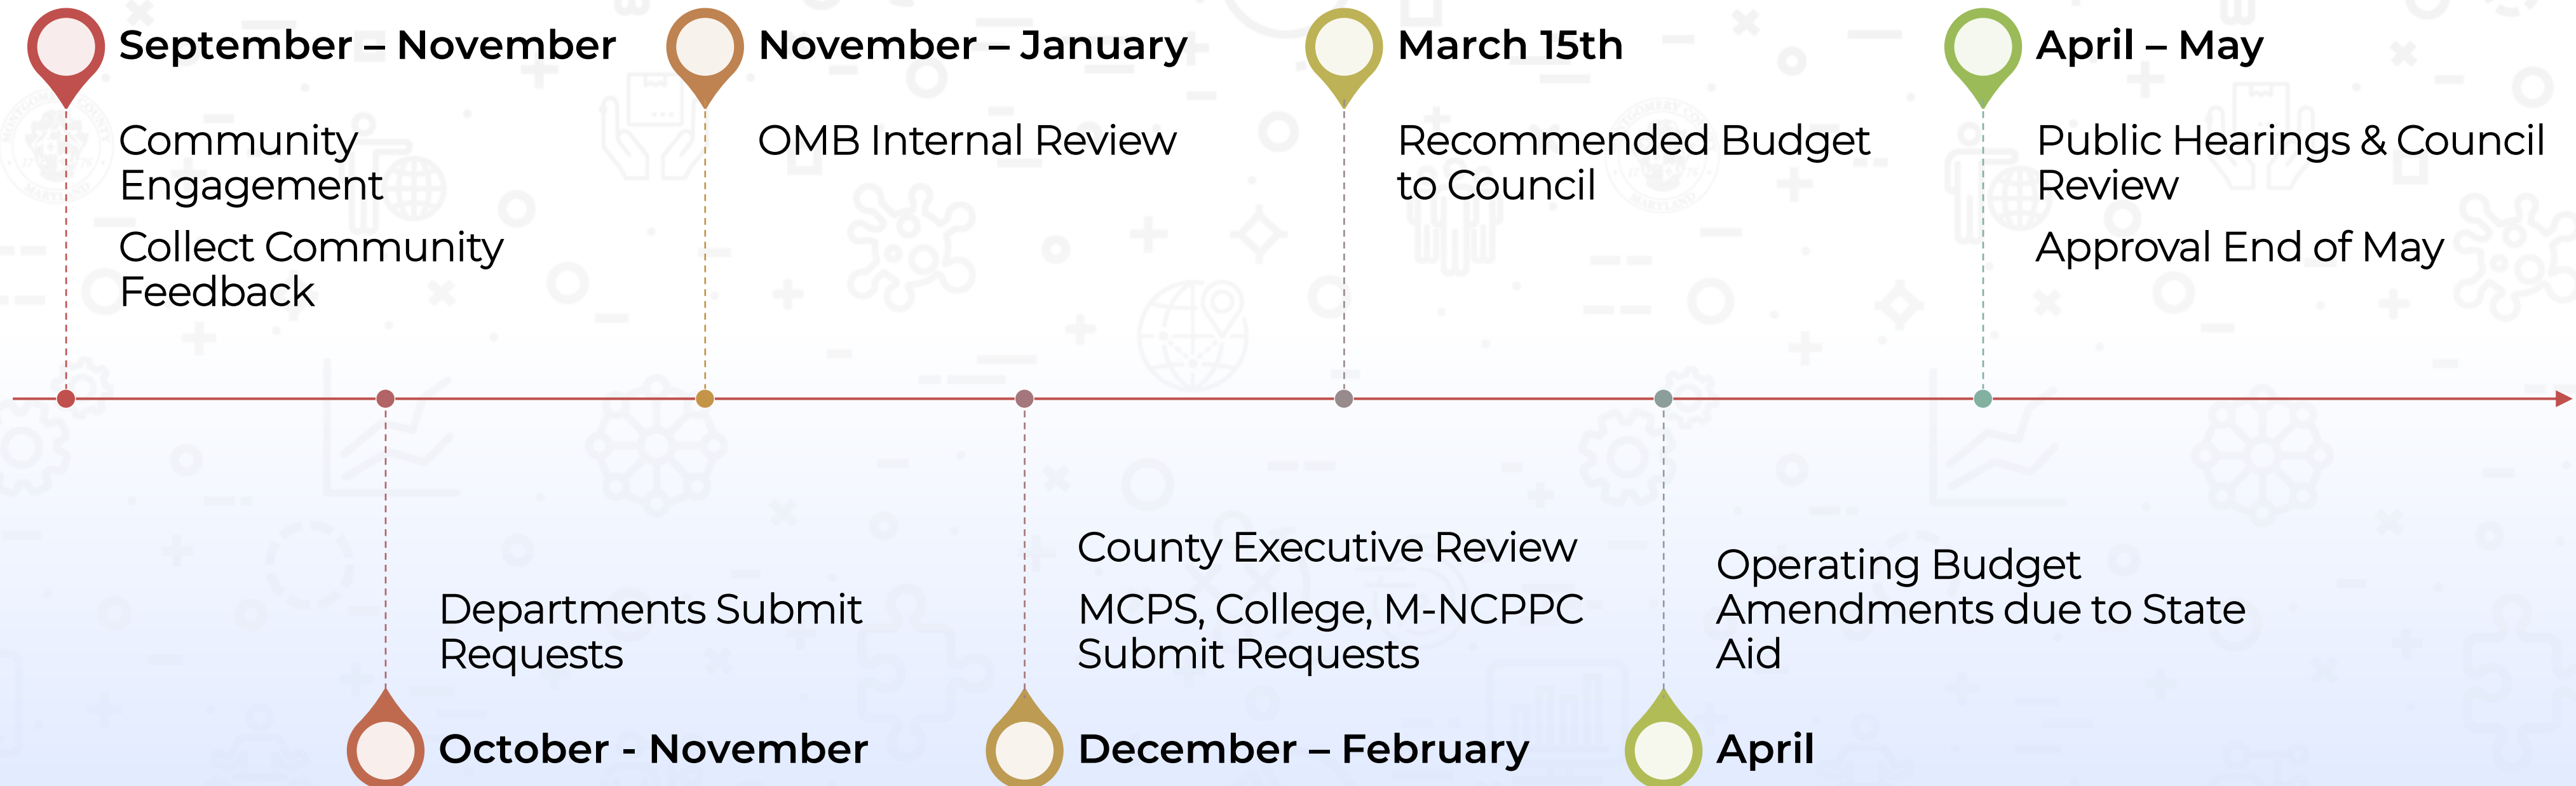 September – November
Community
Engagement
Collect Community
Feedback
October - November
Departments Submit
Requests
November – January
OMB Internal Review
December – February
County Executive Review
MCPS, College, M-NCPPC
Submit Requests
March 15th
Recommended Budget
to Council
April
Operating Budget
Amendments due to State
Aid
April – May
Public Hearings & Council
Review
Approval End of May